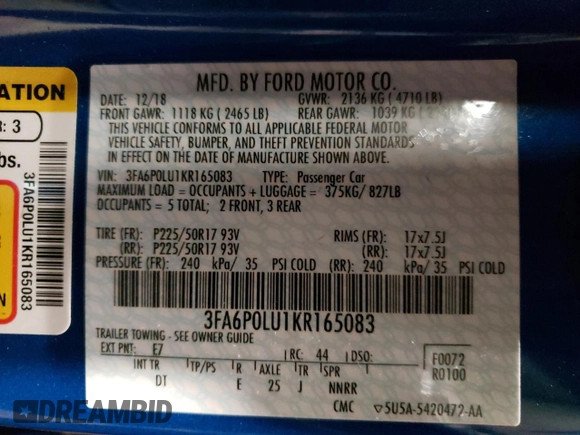 MFD. BY FORD MOTOR CO.
DATE: 12/18 GVWR: 2136 KG (4710 LB)
FRONT GAWR: 1118 KG (2465 LB) REAR GAWR: 1039 KG
THIS VEHICLE CONFORMS TO ALL APPLICABLE FEDERAL MOTOR
VEHICLE SAFETY, BUMPER, AND THEFT PREVENTION STANDARDS
IN EFFECT ON THE DATE OF MANUFACTURE SHOWN ABOVE.
VIN: 3FA6P0LU1KR165083 TYPE: Passenger Car
MAXIMUM LOAD = OCCUPANTS + LUGGAGE = 375KG/ 827LB
OCCUPANTS = 5 TOTAL; 2 FRONT, 3 REAR
TIRE (FR): P225/50R17 93V RIMS (FR): 17x7.5J
(RR): P225/50R17 93V (RR): 17x7.5J
PRESSURE (FR): 240 kPa/ 35 PSI COLD (RR): 240 kPa/ 35 PSI COLD
3FA6P0LU1KR165083
TRAILER TOWING - SEE OWNER GUIDE
EXT PNT: E7 RC: 44 DSO:
F0072
R0100
INT TR TP/PS R AXLE TR SPR
DT E 25 J NNRR
CMC 5U5A-5420472-AA
ATION
R: 3
bs.
3FA6P0LU1KR165083
N
DREAMBID